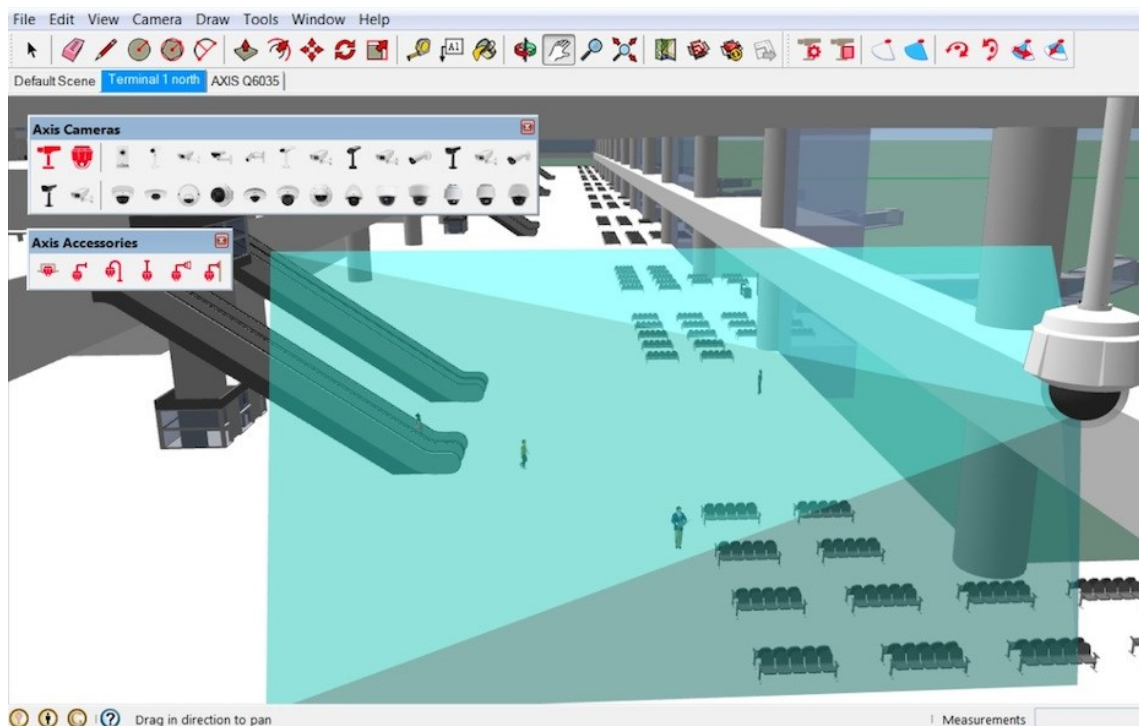 File Edit View Camera Draw Tools Window Help
A1
Default Scene Terminal 1 north AXIS Q6035
Axis Cameras
Axis Accessories
Drag in direction to pan
Measurements